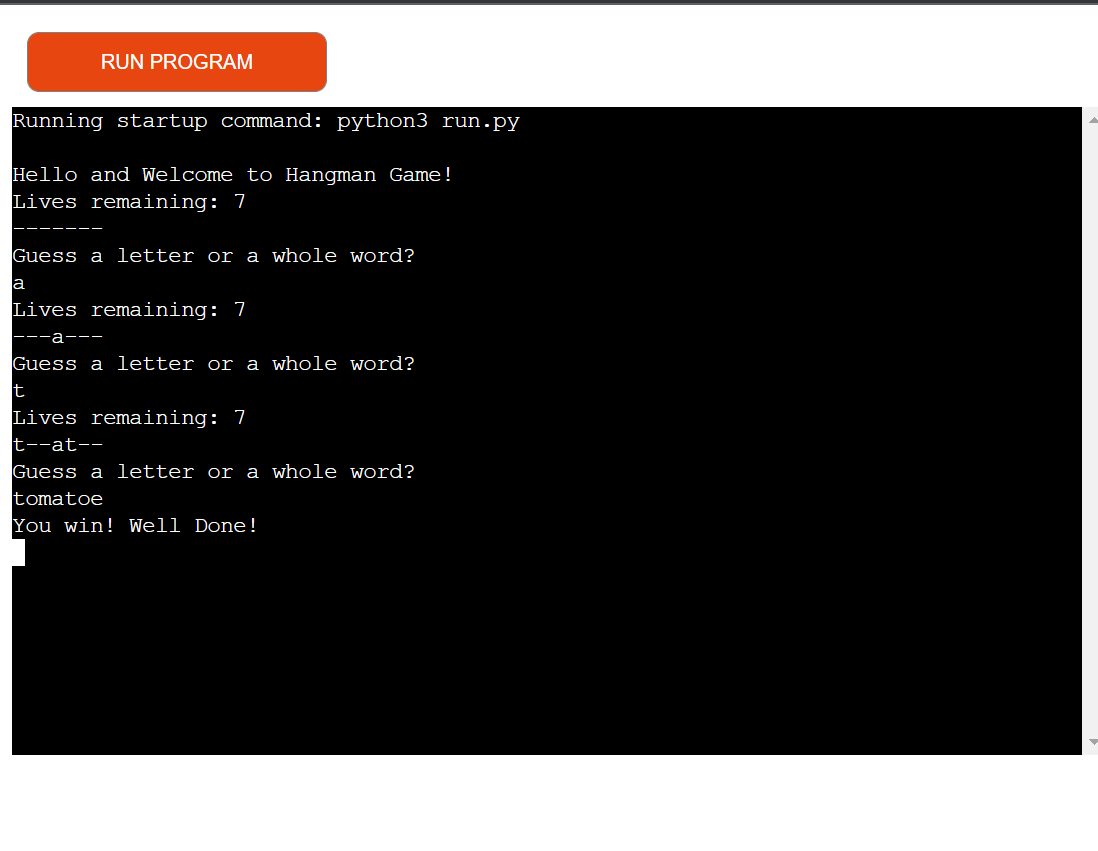 RUN PROGRAM
Running startup command: python3 run.py
Hello and Welcome to Hangman Game!
Lives remaining: 7
-------
Guess a letter or a whole word?
a
Lives remaining: 7
---a---
Guess a letter or a whole word?
t
Lives remaining: 7
t--at--
Guess a letter or a whole word?
tomatoe
You win! Well Done!